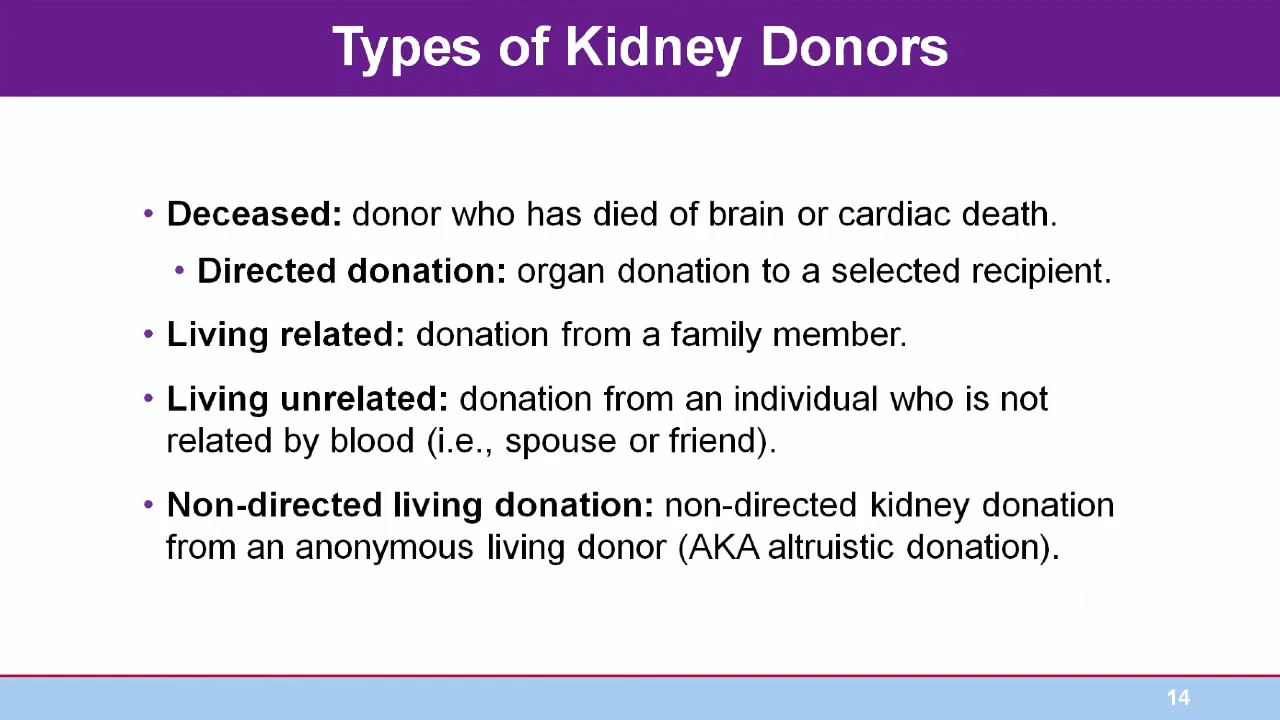 Types of Kidney Donors
• Deceased: donor who has died of brain or cardiac death.
• Directed donation: organ donation to a selected recipient.
• Living related: donation from a family member.
• Living unrelated: donation from an individual who is not
related by blood (i.e., spouse or friend).
• Non-directed living donation: non-directed kidney donation
from an anonymous living donor (AKA altruistic donation).
14